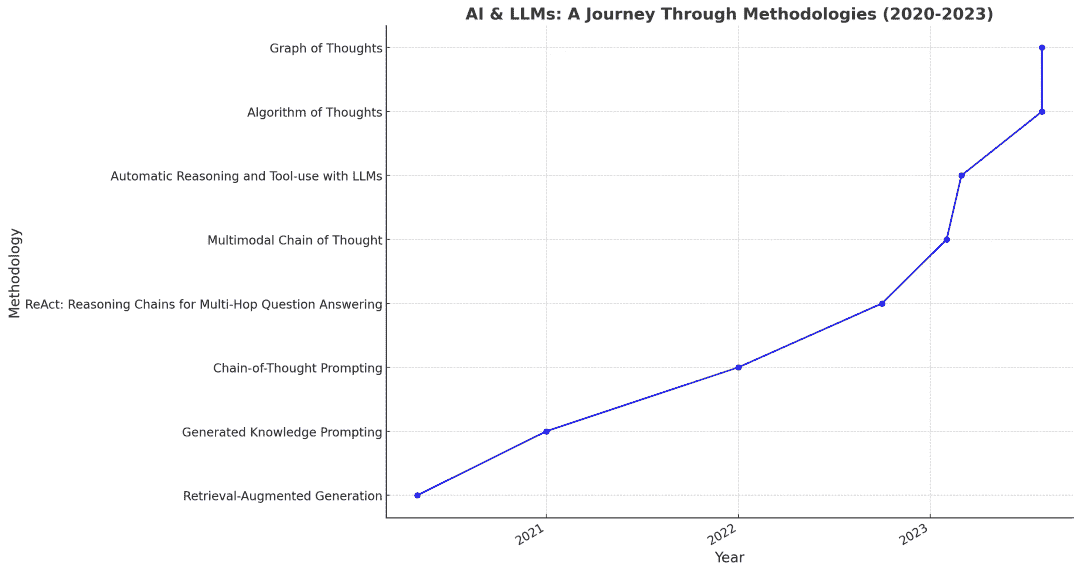 AI & LLMs: A Journey Through Methodologies (2020-2023)
Graph of Thoughts
Algorithm of Thoughts
Automatic Reasoning and Tool-use with LLMs
Multimodal Chain of Thought
Methodology
ReAct: Reasoning Chains for Multi-Hop Question Answering
Chain-of-Thought Prompting
Generated Knowledge Prompting
Retrieval-Augmented Generation
2021
2022
2023
Year